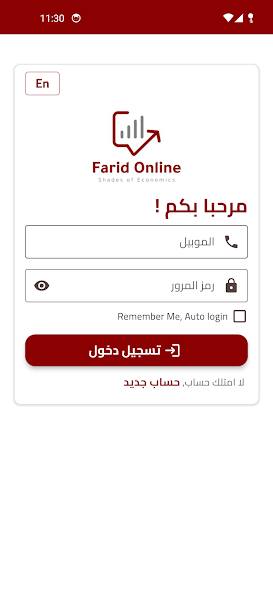 11:30
En
Farid Online
Shades of Economics
مرحبا بكم !
الموبيل
رمز المرور
Remember Me, Auto login
تسجيل دخول
لا امتلك حساب, حساب جديد